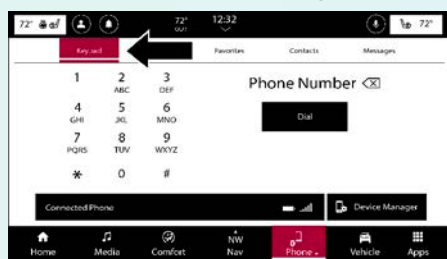 72° 72° OUT 12:32 72°
Keypad Favorites Contacts Messages
1 2 ABC 3 DEF
4 GHI 5 JKL 6 MNO
7 PQRS 8 TUV 9 WXYZ
* 0 #
Phone Number
Dial
Connected Phone Device Manager
Home Media Comfort NW Nav Phone Vehicle Apps